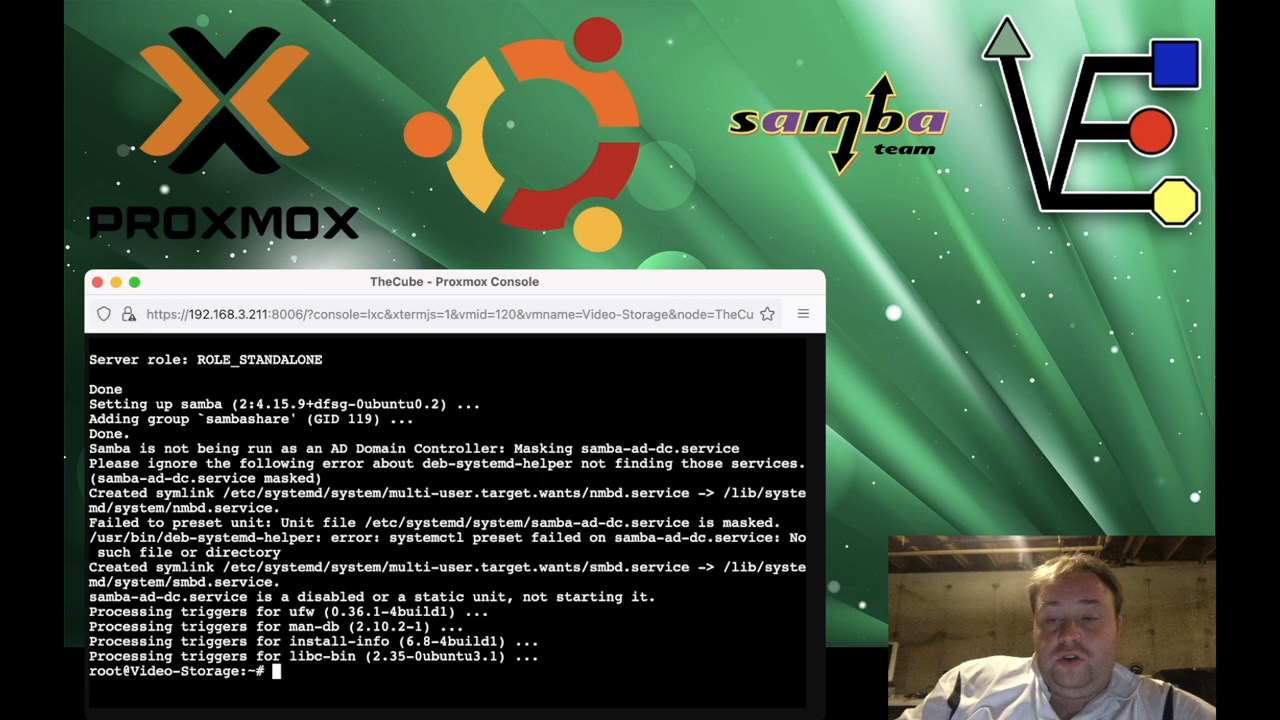 PROXMOX
samba
team
TheCube - Proxmox Console
https://192.168.3.211:8006/?console=lxc&xtermjs=1&vmid=120&vmname=Video-Storage&node=TheCu
Server role: ROLE_STANDALONE
Done
Setting up samba (2:4.15.9+dfsg-0ubuntu0.2) ...
Adding group `sambashare' (GID 119) ...
Done.
Samba is not being run as an AD Domain Controller: Masking samba-ad-dc.service
Please ignore the following error about deb-systemd-helper not finding those services.
(samba-ad-dc.service masked)
Created symlink /etc/systemd/system/multi-user.target.wants/nmbd.service -> /lib/syste
md/system/nmbd.service.
Failed to preset unit: Unit file /etc/systemd/system/samba-ad-dc.service is masked.
/usr/bin/deb-systemd-helper: error: systemctl preset failed on samba-ad-dc.service: No
 such file or directory
Created symlink /etc/systemd/system/multi-user.target.wants/smbd.service -> /lib/syste
md/system/smbd.service.
samba-ad-dc.service is a disabled or a static unit, not starting it.
Processing triggers for ufw (0.36.1-4build1) ...
Processing triggers for man-db (2.10.2-1) ...
Processing triggers for install-info (6.8-4build1) ...
Processing triggers for libc-bin (2.35-0ubuntu3.1) ...
root@Video-Storage:~#